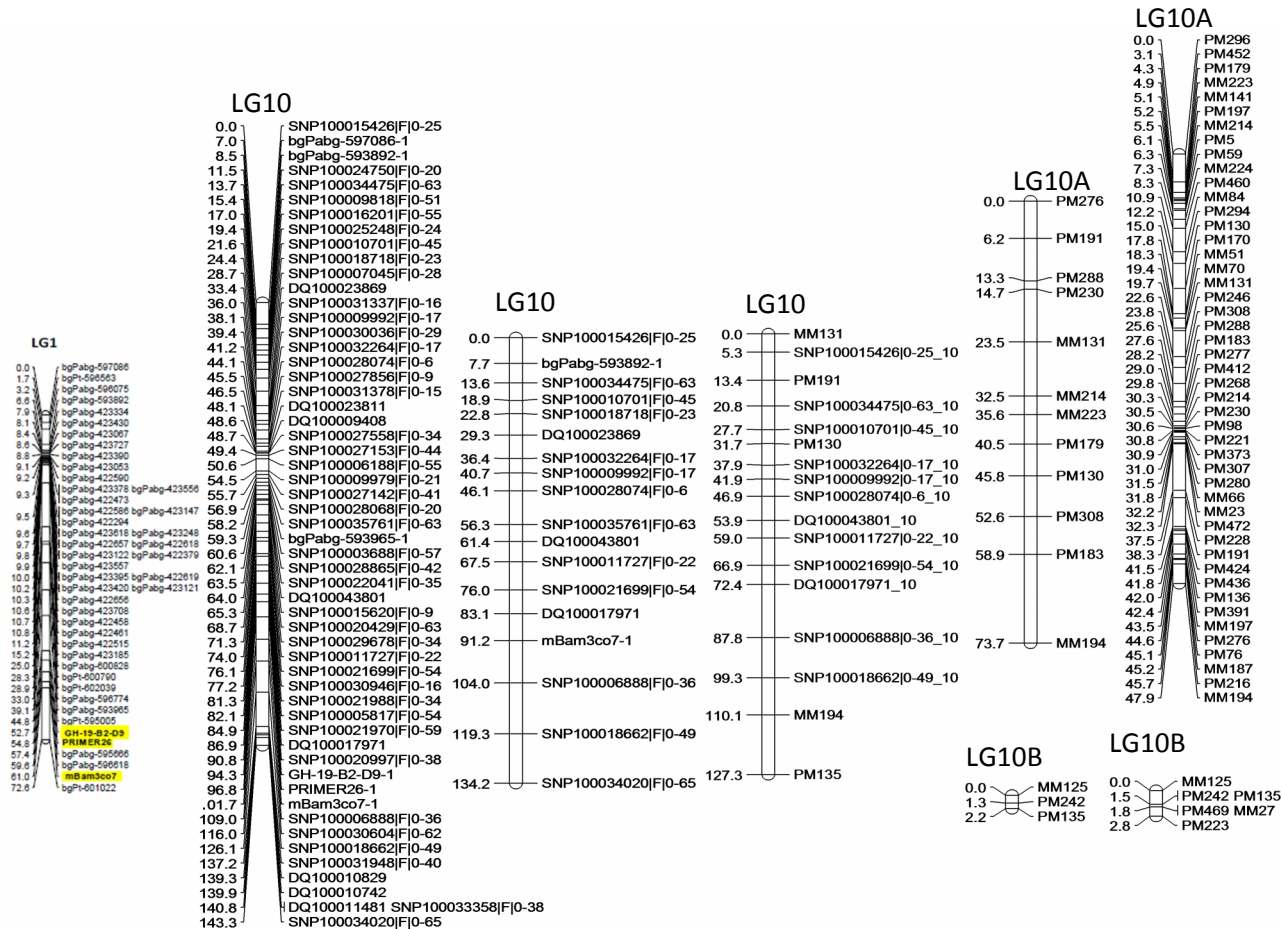 LG1
0.0 bgPabg-597086
1.7 bgPt-596563
3.2 bgPabg-596075
6.6 bgPabg-593892
7.9 bgPabg-423334
8.1 bgPabg-423430
8.4 bgPabg-423067
8.6 bgPabg-423727
8.8 bgPabg-423390
9.1 bgPabg-423053
9.2 bgPabg-422590
9.3 bgPabg-423378 bgPabg-423556
bgPabg-422473
9.5 bgPabg-422586 bgPabg-423147
bgPabg-422294
9.6 bgPabg-423618 bgPabg-423248
9.7 bgPabg-422657 bgPabg-422618
9.8 bgPabg-423122 bgPabg-422379
9.9 bgPabg-423557
10.0 bgPabg-423395 bgPabg-422619
10.2 bgPabg-423420 bgPabg-423121
10.3 bgPabg-422656
10.6 bgPabg-423708
10.7 bgPabg-422458
10.8 bgPabg-422461
11.2 bgPabg-422515
15.2 bgPabg-423185
25.0 bgPabg-600828
28.3 bgPt-600790
28.9 bgPt-602039
33.0 bgPabg-596774
39.1 bgPabg-593965
44.8 bgPt-595005
52.7 GH-19-B2-D9
54.8 PRIMER26
57.4 bgPabg-595666
59.6 bgPabg-596618
61.0 mBam3co7
72.6 bgPt-601022
LG10
0.0 SNP100015426|F|0-25
7.0 bgPabg-597086-1
8.5 bgPabg-593892-1
11.5 SNP100024750|F|0-20
13.7 SNP100034475|F|0-63
15.4 SNP100009818|F|0-51
17.0 SNP100016201|F|0-55
19.4 SNP100025248|F|0-24
21.6 SNP100010701|F|0-45
24.4 SNP100018718|F|0-23
28.7 SNP100007045|F|0-28
33.4 DQ100023869
36.0 SNP100031337|F|0-16
38.1 SNP100009992|F|0-17
39.4 SNP100030036|F|0-29
41.2 SNP100032264|F|0-17
44.1 SNP100028074|F|0-6
45.5 SNP100027856|F|0-9
46.5 SNP100031378|F|0-15
48.1 DQ100023811
48.6 DQ100009408
48.7 SNP100027558|F|0-34
49.4 SNP100027153|F|0-44
50.6 SNP100006188|F|0-55
54.5 SNP100009979|F|0-21
55.7 SNP100027142|F|0-41
56.9 SNP100028068|F|0-20
58.2 SNP100035761|F|0-63
59.3 bgPabg-593965-1
60.6 SNP100003688|F|0-57
62.1 SNP100028865|F|0-42
63.5 SNP100022041|F|0-35
64.0 DQ100043801
65.3 SNP100015620|F|0-9
68.7 SNP100020429|F|0-63
71.3 SNP100029678|F|0-34
74.0 SNP100011727|F|0-22
76.1 SNP100021699|F|0-54
77.2 SNP100030946|F|0-16
81.3 SNP100021988|F|0-34
82.1 SNP100005817|F|0-54
84.9 SNP100021970|F|0-59
86.9 DQ100017971
90.8 SNP100020997|F|0-38
94.3 GH-19-B2-D9-1
96.8 PRIMER26-1
.01.7 mBam3co7-1
109.0 SNP100006888|F|0-36
116.0 SNP100030604|F|0-62
126.1 SNP100018662|F|0-49
137.2 SNP100031948|F|0-40
139.3 DQ100010829
139.9 DQ100010742
140.8 DQ100011481 SNP100033358|F|0-38
143.3 SNP100034020|F|0-65
LG10
0.0 SNP100015426|F|0-25
7.7 bgPabg-593892-1
13.6 SNP100034475|F|0-63
18.9 SNP100010701|F|0-45
22.8 SNP100018718|F|0-23
29.3 DQ100023869
36.4 SNP100032264|F|0-17
40.7 SNP100009992|F|0-17
46.1 SNP100028074|F|0-6
56.3 SNP100035761|F|0-63
61.4 DQ100043801
67.5 SNP100011727|F|0-22
76.0 SNP100021699|F|0-54
83.1 DQ100017971
91.2 mBam3co7-1
104.0 SNP100006888|F|0-36
119.3 SNP100018662|F|0-49
134.2 SNP100034020|F|0-65
LG10
0.0 MM131
5.3 SNP100015426|0-25_10
13.4 PM191
20.8 SNP100034475|0-63_10
27.7 SNP100010701|0-45_10
31.7 PM130
37.9 SNP100032264|0-17_10
41.9 SNP100009992|0-17_10
46.9 SNP100028074|0-6_10
53.9 DQ100043801_10
59.0 SNP100011727|0-22_10
66.9 SNP100021699|0-54_10
72.4 DQ100017971_10
87.8 SNP100006888|0-36_10
99.3 SNP100018662|0-49_10
110.1 MM194
127.3 PM135
LG10A
0.0 PM276
6.2 PM191
13.3 PM288
14.7 PM230
23.5 MM131
32.5 MM214
35.6 MM223
40.5 PM179
45.8 PM130
52.6 PM308
58.9 PM183
73.7 MM194
LG10B
0.0 MM125
1.3 PM242
2.2 PM135
LG10A
0.0 PM296
3.1 PM452
4.3 PM179
4.9 MM223
5.1 MM141
5.2 PM197
5.5 MM214
6.1 PM5
6.3 PM59
7.3 MM224
8.3 PM460
10.9 MM84
12.2 PM294
15.0 PM130
17.8 PM170
18.3 MM51
19.4 MM70
19.7 MM131
22.6 PM246
23.8 PM308
25.6 PM288
27.6 PM183
28.2 PM277
29.0 PM412
29.8 PM268
30.3 PM214
30.5 PM230
30.6 PM98
30.8 PM221
30.9 PM373
31.0 PM307
31.5 PM280
31.8 MM66
32.2 MM23
32.3 PM472
37.5 PM228
38.3 PM191
41.5 PM424
41.8 PM436
42.0 PM136
42.4 PM391
43.5 MM197
44.6 PM276
45.1 PM76
45.2 MM187
45.7 PM216
47.9 MM194
LG10B
0.0 MM125
1.5 PM242 PM135
1.8 PM469 MM27
2.8 PM223